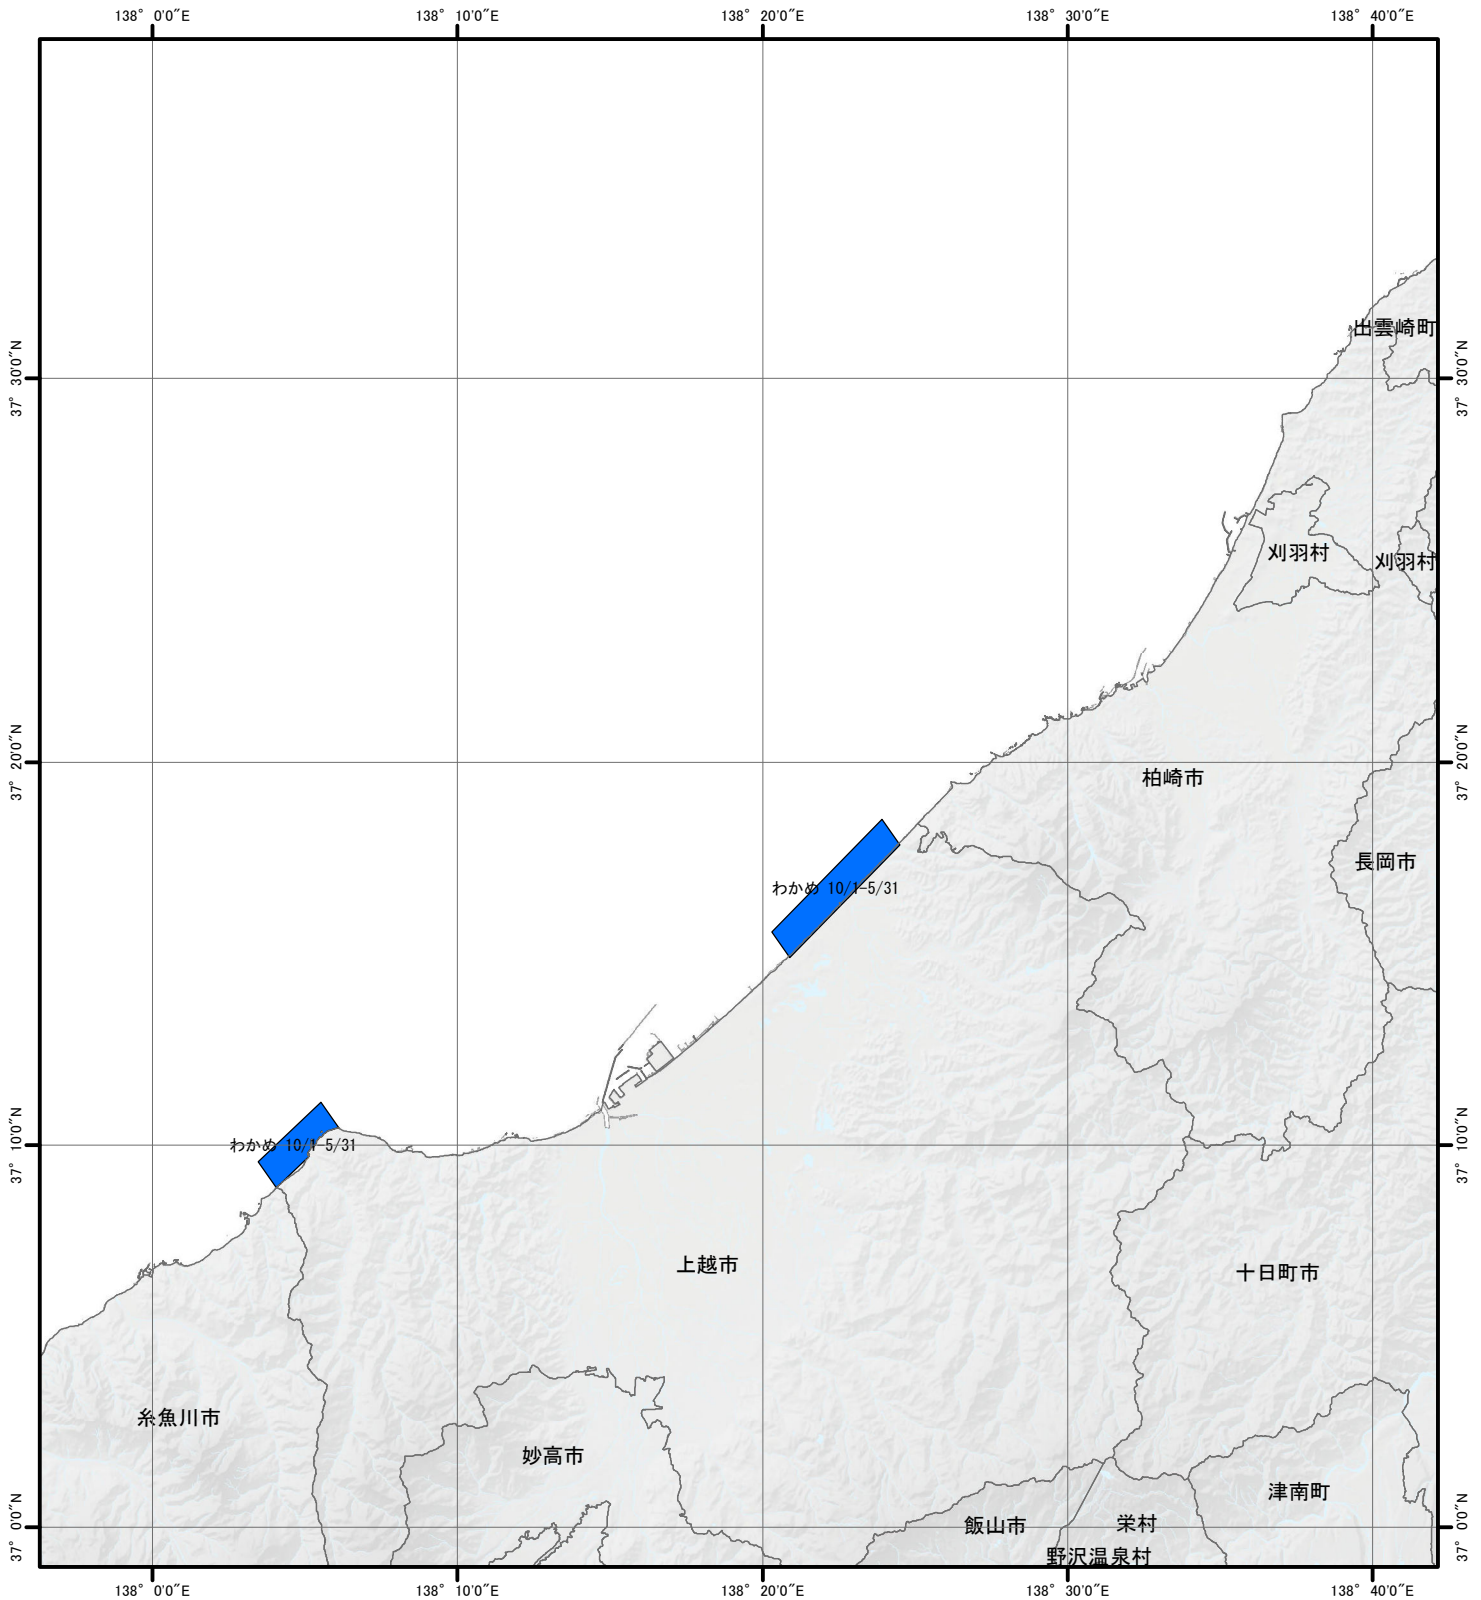 138° 0'0"E
138° 10'0"E
138° 20'0"E
138° 30'0"E
138° 40'0"E
出雲崎町
37° 30'0"N
37° 30'0"N
刈羽村
刈羽村
37° 20'0"N
37° 20'0"N
柏崎市
長岡市
わかめ 10/1-5/31
37° 10'0"N
わかめ 10/1-5/31
37° 10'0"N
上越市
十日町市
糸魚川市
妙高市
津南町
37° 0'0"N
飯山市
栄村
37° 0'0"N
野沢温泉村
138° 0'0"E
138° 10'0"E
138° 20'0"E
138° 30'0"E
138° 40'0"E